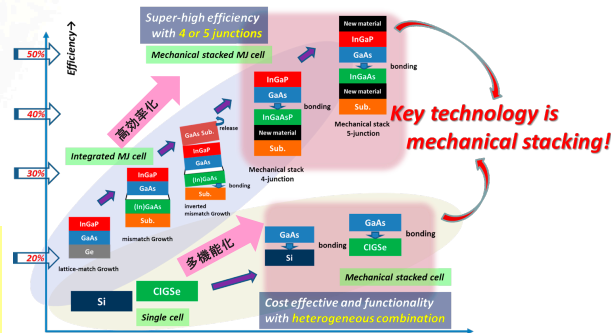 Efficiency→
50%
40%
30%
20%
Super-high efficiency
with 4 or 5 junctions
Mechanical stacked MJ cell
高効率化
Integrated MJ cell
InGaP
GaAs
Ge
lattice-match Growth
InGaP
GaAs
(In)GaAs
Sub.
mismatch Growth
GaAs Sub.
release
InGaP
GaAs
(In)GaAs
bonding
Sub.
inverted
mismatch Growth
InGaP
GaAs
bonding
InGaAsP
New material
Sub.
Mechanical stack
4-junction
New material
InGaP
GaAs
bonding
InGaAs
New material
Sub.
Mechanical stack
5-junction
Key technology is
mechanical stacking!
多機能化
Si
CIGSe
Single cell
GaAs
bonding
Si
GaAs
bonding
CIGSe
Mechanical stacked cell
Cost effective and functionality
with heterogeneous combination